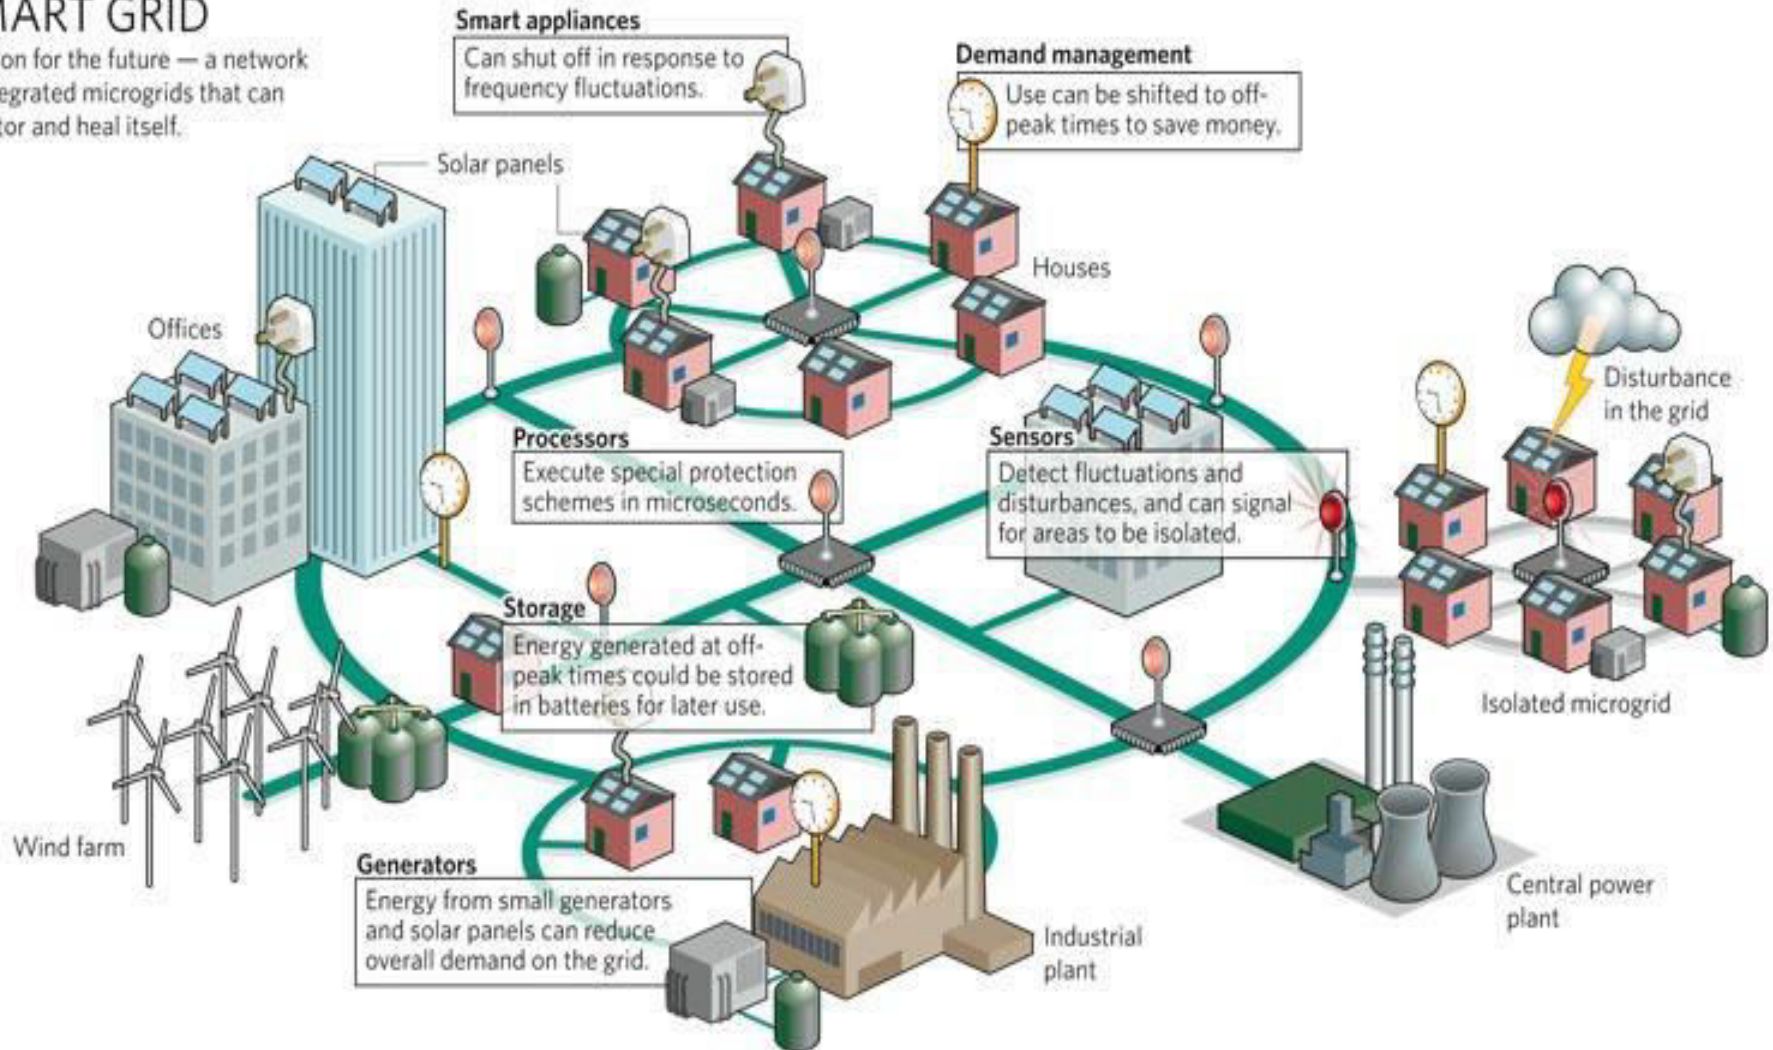 MART GRID
on for the future — a network
egrated microgrids that can
tor and heal itself.
Smart appliances
Can shut off in response to
frequency fluctuations.
Demand management
Use can be shifted to off-
peak times to save money.
Solar panels
Houses
Offices
Disturbance
in the grid
Processors
Execute special protection
schemes in microseconds.
Sensors
Detect fluctuations and
disturbances, and can signal
for areas to be isolated.
Storage
Energy generated at off-
peak times could be stored
in batteries for later use.
Isolated microgrid
Wind farm
Generators
Energy from small generators
and solar panels can reduce
overall demand on the grid.
Industrial
plant
Central power
plant